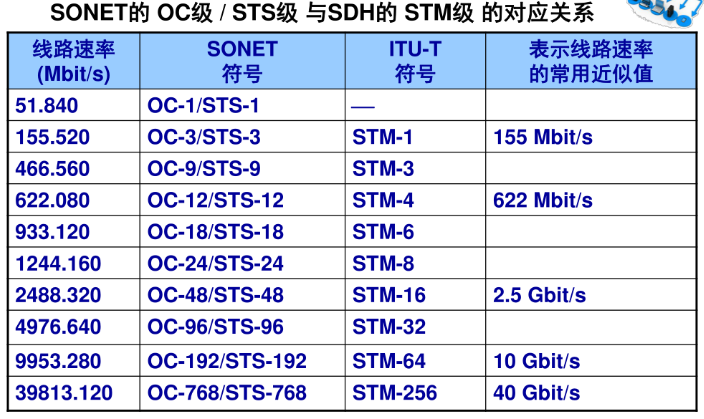 SONET的 OC级 / STS级 与SDH的 STM级 的对应关系
线路速率 SONET ITU-T 表示线路速率
(Mbit/s) 符号 符号 的常用近似值
51.840 OC-1/STS-1 —
155.520 OC-3/STS-3 STM-1 155 Mbit/s
466.560 OC-9/STS-9 STM-3
622.080 OC-12/STS-12 STM-4 622 Mbit/s
933.120 OC-18/STS-18 STM-6
1244.160 OC-24/STS-24 STM-8
2488.320 OC-48/STS-48 STM-16 2.5 Gbit/s
4976.640 OC-96/STS-96 STM-32
9953.280 OC-192/STS-192 STM-64 10 Gbit/s
39813.120 OC-768/STS-768 STM-256 40 Gbit/s